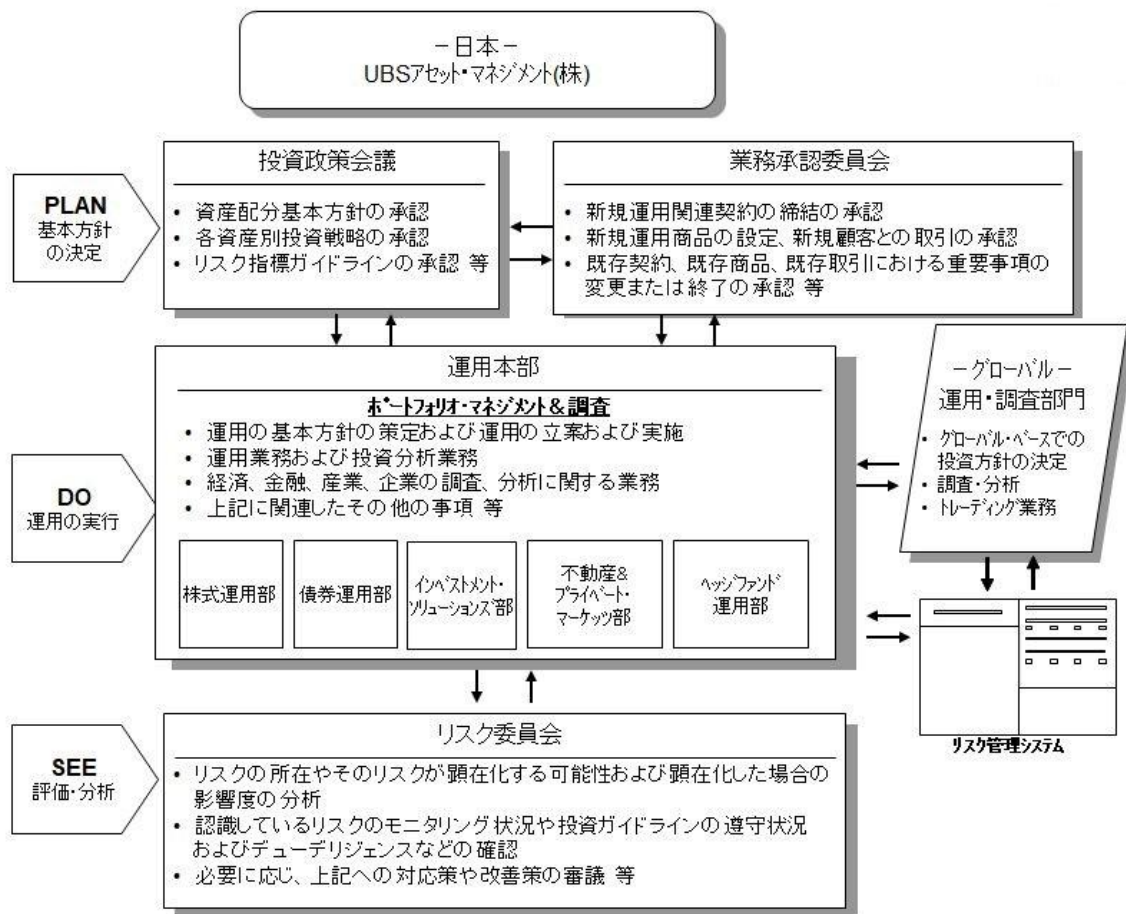 －日本－
UBSアセット・マネジメント(株)
PLAN
基本方針
の決定
投資政策会議
• 資産配分基本方針の承認
• 各資産別投資戦略の承認
• リスク指標ガイドラインの承認 等
業務承認委員会
• 新規運用関連契約の締結の承認
• 新規運用商品の設定、新規顧客との取引の承認
• 既存契約、既存商品、既存取引における重要事項の
変更または終了の承認 等
DO
運用の実行
運用本部
ポートフォリオ・マネジメント＆調査
• 運用の基本方針の策定および運用の立案および実施
• 運用業務および投資分析業務
• 経済、金融、産業、企業の調査、分析に関する業務
• 上記に関連したその他の事項 等
株式運用部
債券運用部
インベストメント・
ソリューションズ部
不動産＆
プライベート・
マーケッツ部
ヘッジファンド
運用部
－グローバル－
運用・調査部門
• グローバル・ベースでの
投資方針の決定
• 調査・分析
• トレーディング業務
リスク管理システム
SEE
評価・分析
リスク委員会
• リスクの所在やそのリスクが顕在化する可能性および顕在化した場合の
影響度の分析
• 認識しているリスクのモニタリング状況や投資ガイドラインの遵守状況
およびデューデリジェンスなどの確認
• 必要に応じ、上記への対応策や改善策の審議 等